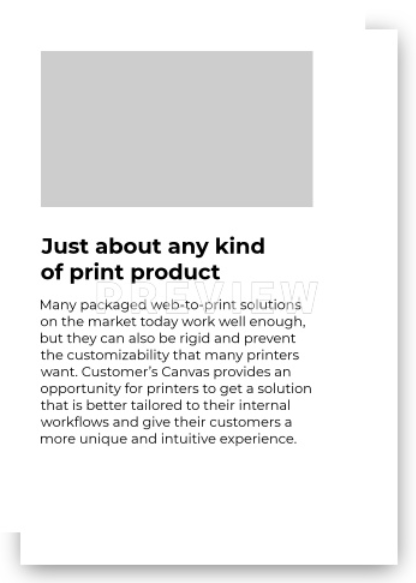 Just about any kind
of print product
PREVIEW
Many packaged web-to-print solutions
on the market today work well enough,
but they can also be rigid and prevent
the customizability that many printers
want. Customer’s Canvas provides an
opportunity for printers to get a solution
that is better tailored to their internal
workflows and give their customers a
more unique and intuitive experience.